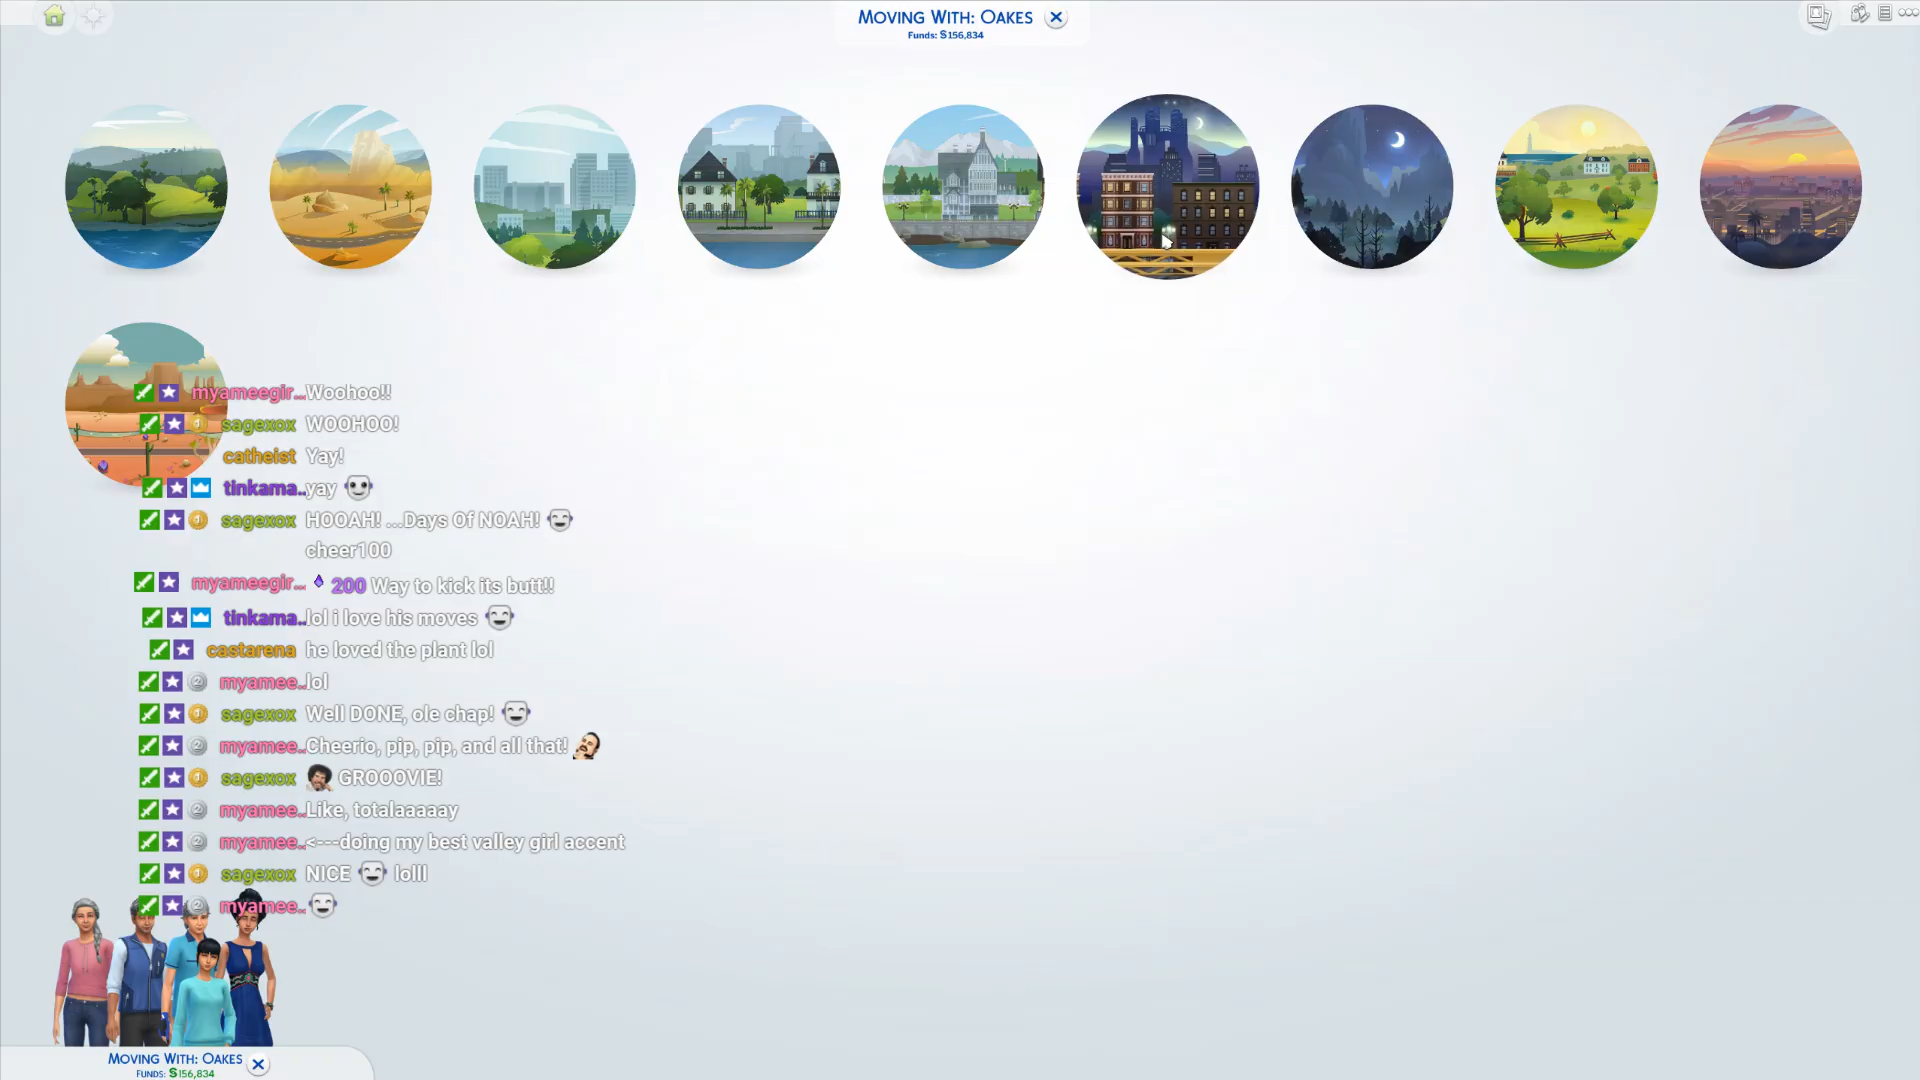 MOVING WITH: OAKES
Funds: §156,834
myameegir... Woohoo!!
sagexox WOOHOO!
catheist Yay!
tinkama.. yay
sagexox HOOAH! ...Days Of NOAH!
cheer100
myameegir... 200 Way to kick its butt!!
tinkama.. lol i love his moves
castarena he loved the plant lol
myamee.. lol
sagexox Well DONE, ole chap!
myamee.. Cheerio, pip, pip, and all that!
sagexox GROOOVIE!
myamee.. Like, totalaaaaay
myamee.. <---doing my best valley girl accent
sagexox NICE lolll
myamee..
MOVING WITH: OAKES
FUNDS: §156,834